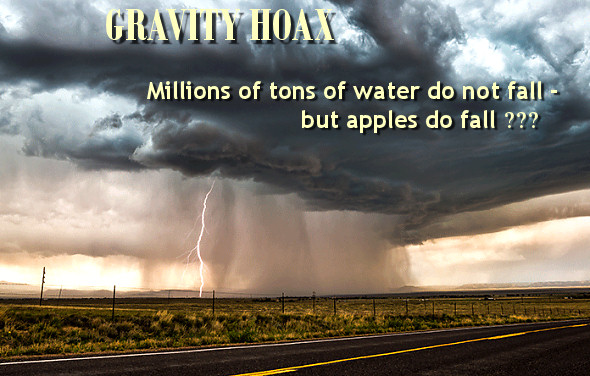 GRAVITY HOAX
Millions of tons of water do not fall -
but apples do fall ???